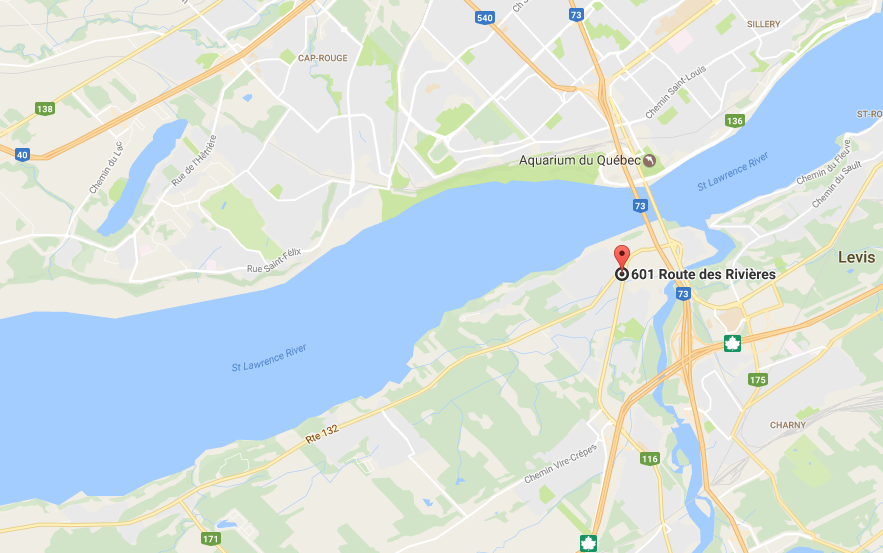 540
73
Ch S
SILLERY
CAP-ROUGE
138
Chemin Saint-Louis
136
ST-RO
40
Chemin du Lac
Rue de l'Hêtrière
Aquarium du Québec
St Lawrence River
Chemin du Fleuve
Chemin du Sault
73
Rue Saint-Félix
Levis
601 Route des Rivières
73
St Lawrence River
175
Rte 132
CHARNY
116
Chemin Vire-Crêpes
171